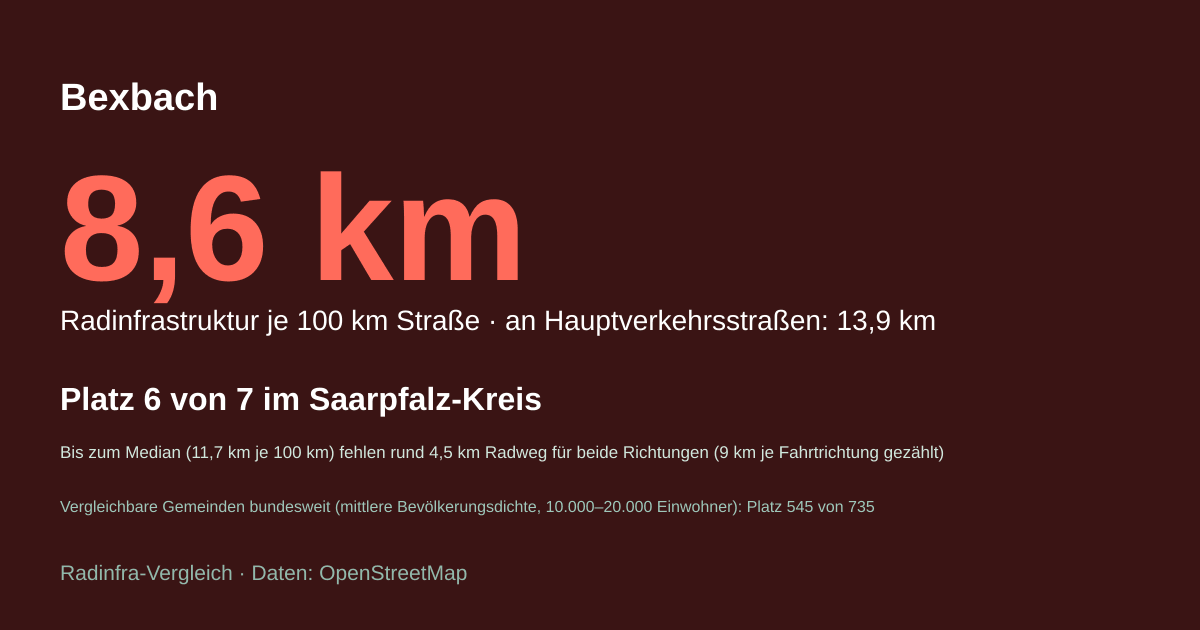 Bexbach
8,6 km
Radinfrastruktur je 100 km Straße · an Hauptverkehrsstraßen: 13,9 km
Platz 6 von 7 im Saarpfalz-Kreis
Bis zum Median (11,7 km je 100 km) fehlen rund 4,5 km Radweg für beide Richtungen (9 km je Fahrtrichtung gezählt)
Vergleichbare Gemeinden bundesweit (mittlere Bevölkerungsdichte, 10.000–20.000 Einwohner): Platz 545 von 735
Radinfra-Vergleich · Daten: OpenStreetMap